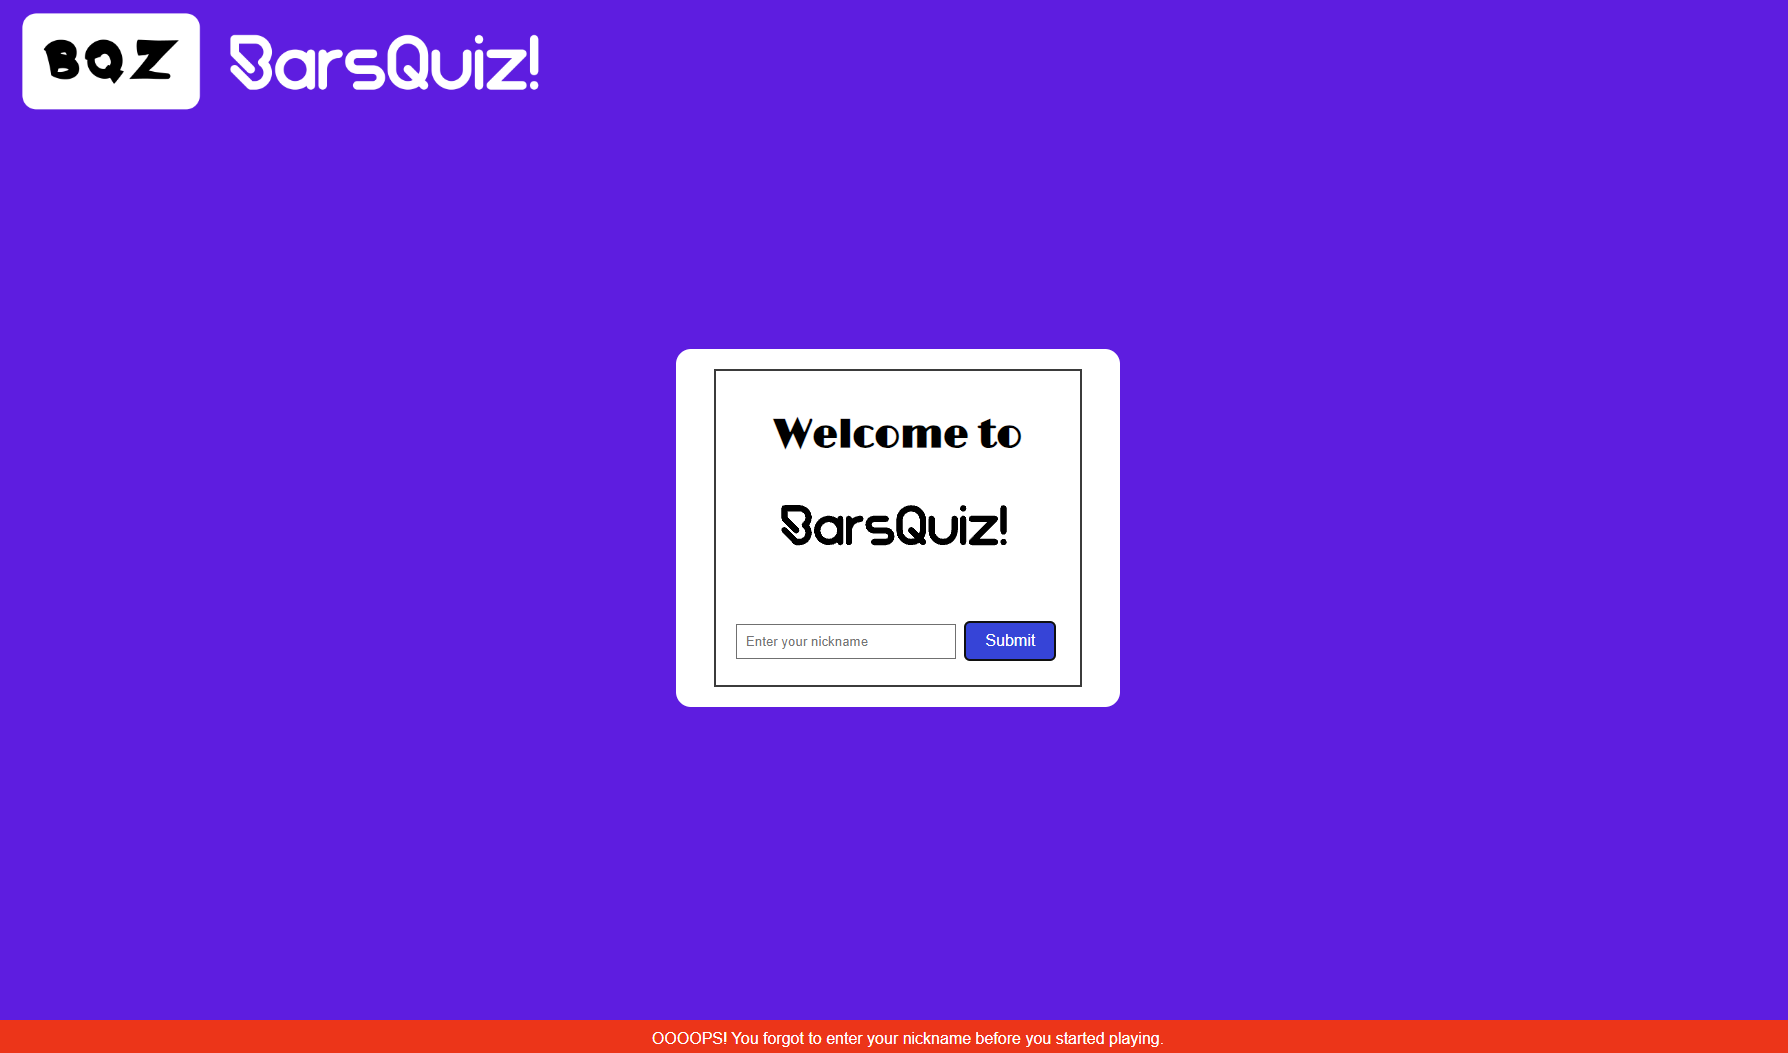 BQZ BarsQuiz!
Welcome to
BarsQuiz!
Enter your nickname Submit
OOOOPS! You forgot to enter your nickname before you started playing.